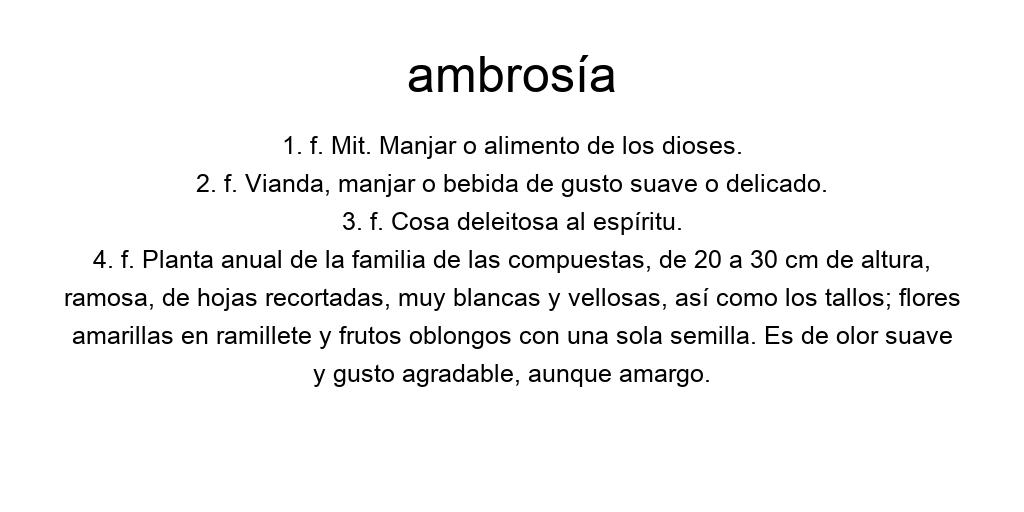 ambrosía
1. f. Mit. Manjar o alimento de los dioses.
2. f. Vianda, manjar o bebida de gusto suave o delicado.
3. f. Cosa deleitosa al espíritu.
4. f. Planta anual de la familia de las compuestas, de 20 a 30 cm de altura,
ramosa, de hojas recortadas, muy blancas y vellosas, así como los tallos; flores
amarillas en ramillete y frutos oblongos con una sola semilla. Es de olor suave
y gusto agradable, aunque amargo.